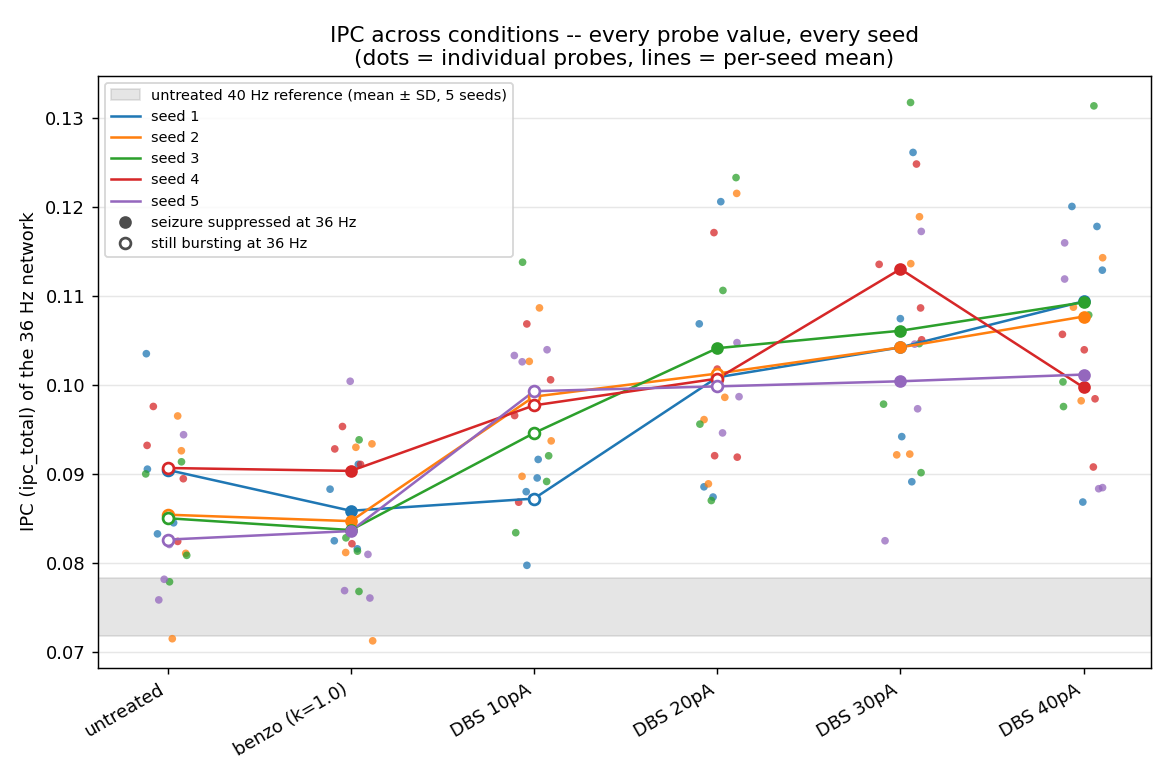 IPC across conditions -- every probe value, every seed
(dots = individual probes, lines = per-seed mean)
IPC (ipc_total) of the 36 Hz network
0.13
0.12
0.11
0.10
0.09
0.08
0.07
untreated 40 Hz reference (mean ± SD, 5 seeds)
seed 1
seed 2
seed 3
seed 4
seed 5
seizure suppressed at 36 Hz
still bursting at 36 Hz
untreated
benzo (k=1.0)
DBS 10pA
DBS 20pA
DBS 30pA
DBS 40pA